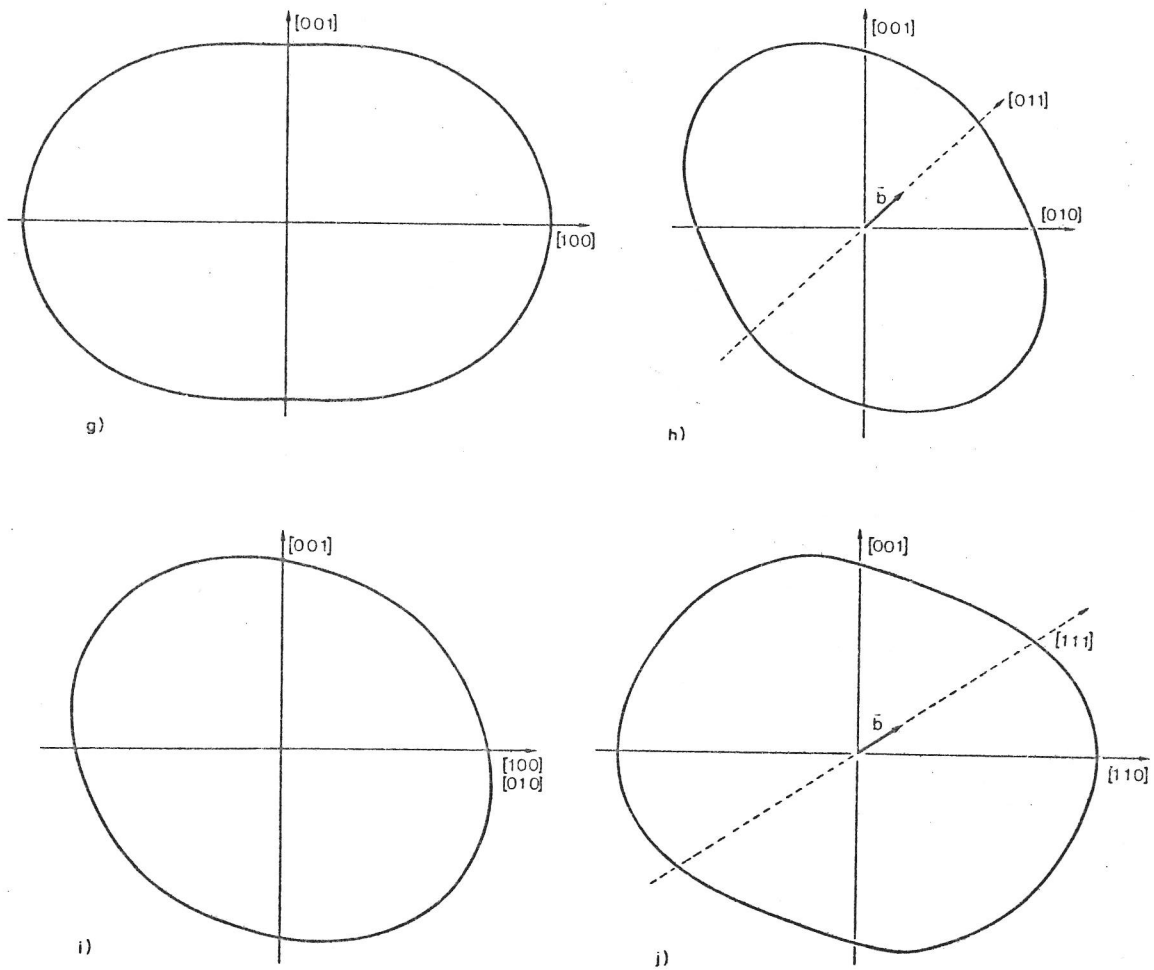 [001]
[100]
g)
[001]
[011]
b̄
[010]
h)
[001]
[100]
[010]
i)
[001]
[111]
b̄
[110]
j)